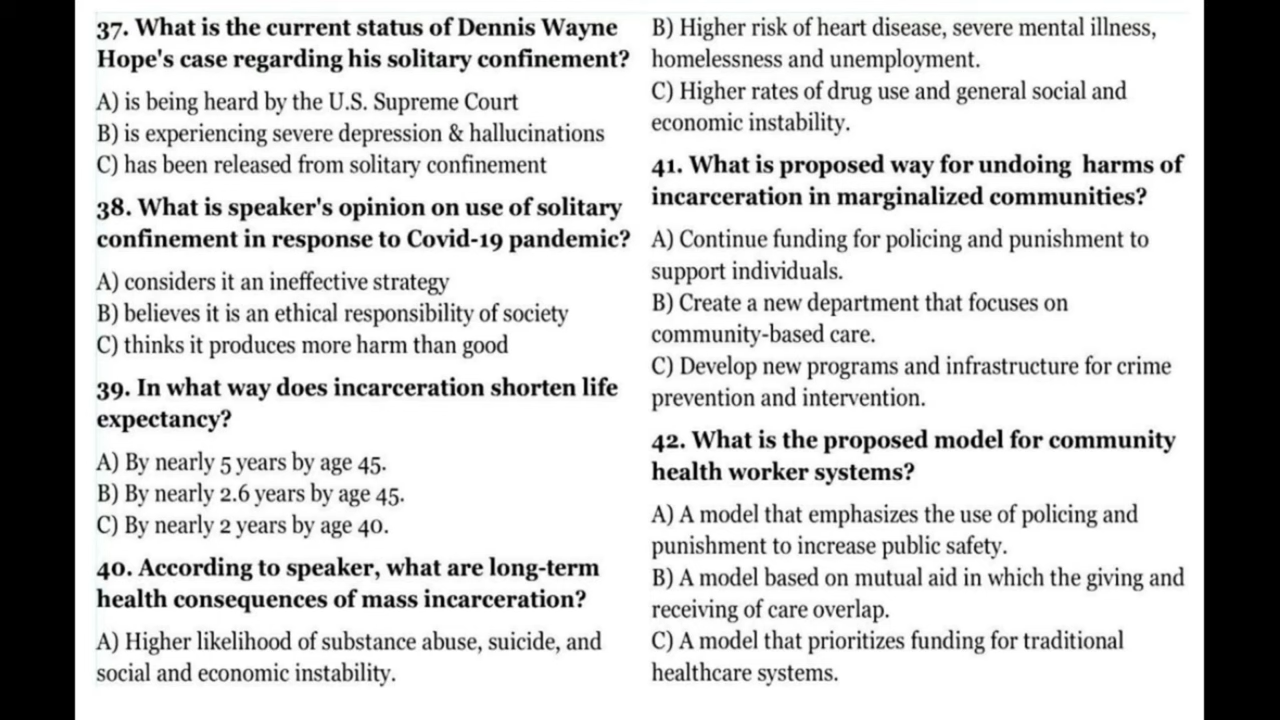 37. What is the current status of Dennis Wayne
Hope's case regarding his solitary confinement?
A) is being heard by the U.S. Supreme Court
B) is experiencing severe depression & hallucinations
C) has been released from solitary confinement
38. What is speaker's opinion on use of solitary
confinement in response to Covid-19 pandemic?
A) considers it an ineffective strategy
B) believes it is an ethical responsibility of society
C) thinks it produces more harm than good
39. In what way does incarceration shorten life
expectancy?
A) By nearly 5 years by age 45.
B) By nearly 2.6 years by age 45.
C) By nearly 2 years by age 40.
40. According to speaker, what are long-term
health consequences of mass incarceration?
A) Higher likelihood of substance abuse, suicide, and
social and economic instability.
B) Higher risk of heart disease, severe mental illness,
homelessness and unemployment.
C) Higher rates of drug use and general social and
economic instability.
41. What is proposed way for undoing harms of
incarceration in marginalized communities?
A) Continue funding for policing and punishment to
support individuals.
B) Create a new department that focuses on
community-based care.
C) Develop new programs and infrastructure for crime
prevention and intervention.
42. What is the proposed model for community
health worker systems?
A) A model that emphasizes the use of policing and
punishment to increase public safety.
B) A model based on mutual aid in which the giving and
receiving of care overlap.
C) A model that prioritizes funding for traditional
healthcare systems.